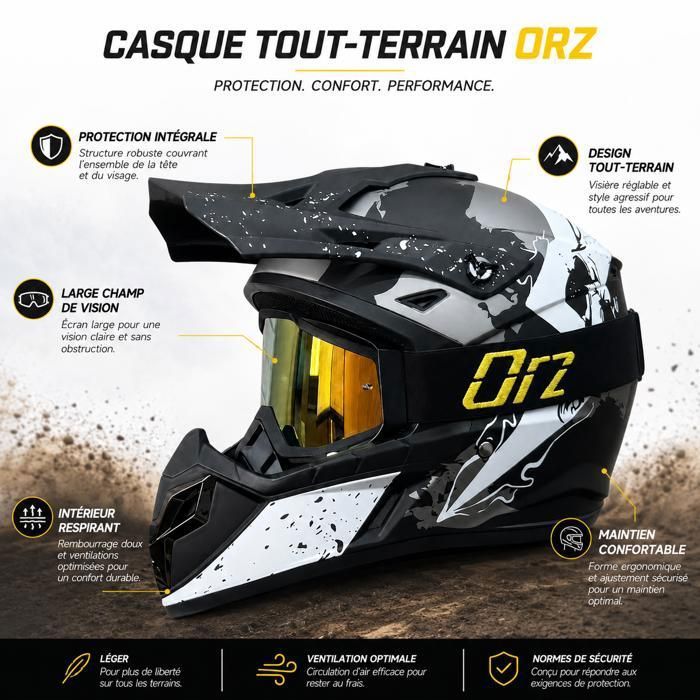 CASQUE TOUT-TERRAIN ORZ
PROTECTION. CONFORT. PERFORMANCE.
PROTECTION INTÉGRALE
Structure robuste couvrant
l'ensemble de la tête
et du visage.
DESIGN
TOUT-TERRAIN
Visière réglable et
style agressif pour
toutes les aventures.
LARGE CHAMP
DE VISION
Écran large pour une
vision claire et sans
obstruction.
Orz
INTÉRIEUR
RESPIRANT
Rembourrage doux
et ventilations
optimisées pour
un confort durable.
MAINTIEN
CONFORTABLE
Forme ergonomique
et ajustement sécurisé
pour un maintien
optimal.
LÉGER
Pour plus de liberté
sur tous les terrains.
VENTILATION OPTIMALE
Circulation d'air efficace pour
rester au frais.
NORMES DE SÉCURITÉ
Conçu pour répondre aux
exigences de protection.